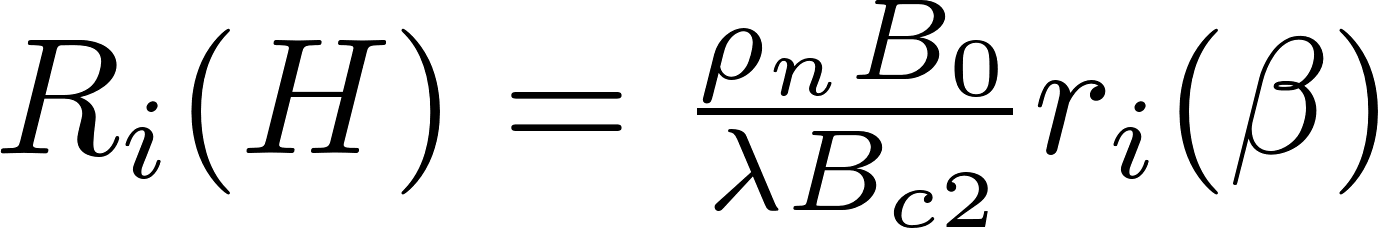 R_i(H) = \frac{\rho_n B_0}{\lambda B_{c2}} r_i(\beta)